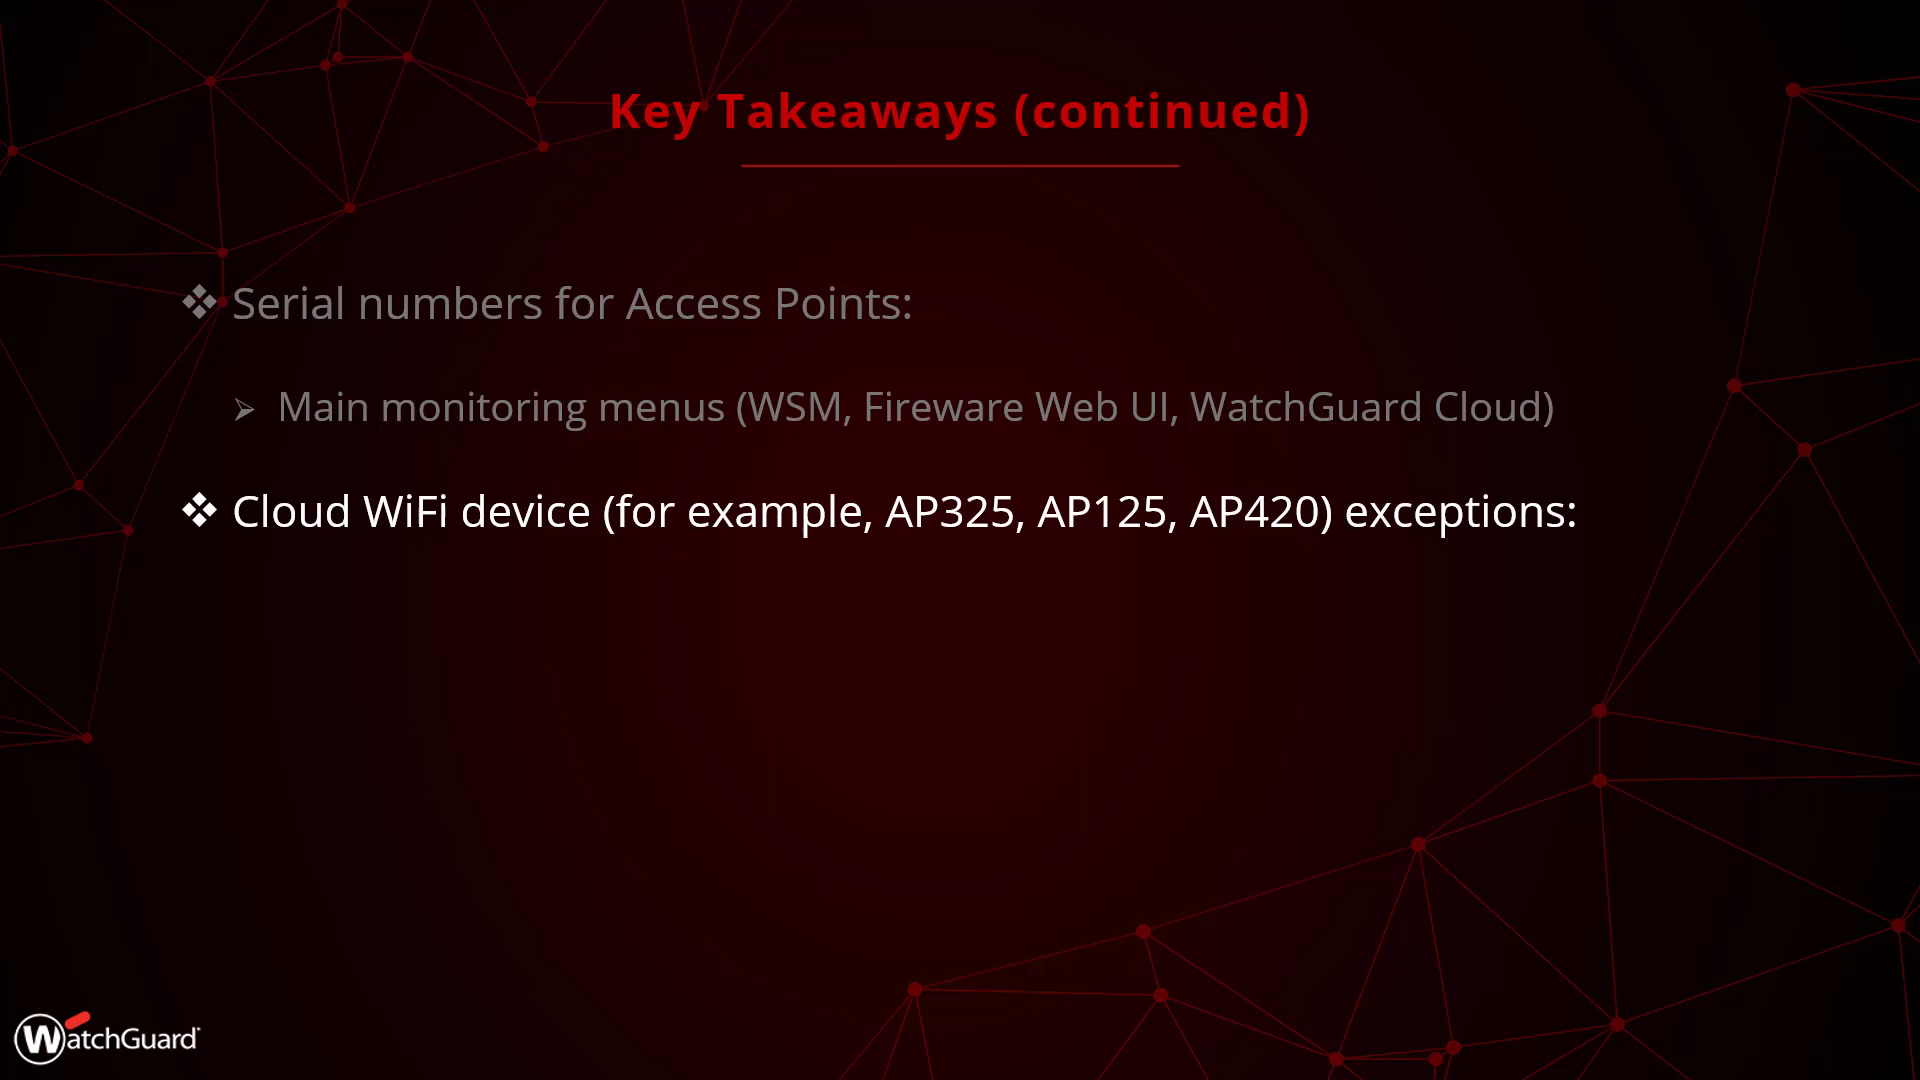 Key Takeaways (continued)
❖ Serial numbers for Access Points:
➢ Main monitoring menus (WSM, Fireware Web UI, WatchGuard Cloud)
❖ Cloud WiFi device (for example, AP325, AP125, AP420) exceptions:
WatchGuard